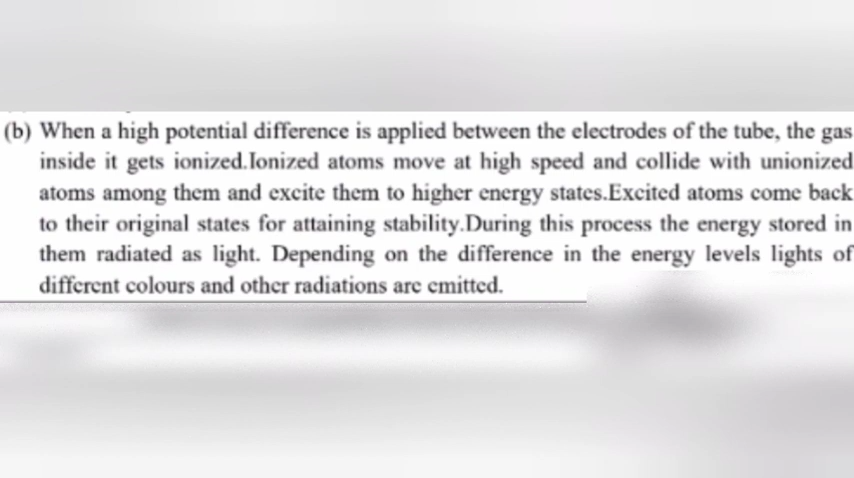 (b) When a high potential difference is applied between the electrodes of the tube, the gas
inside it gets ionized.Ionized atoms move at high speed and collide with unionized
atoms among them and excite them to higher energy states.Excited atoms come back
to their original states for attaining stability.During this process the energy stored in
them radiated as light. Depending on the difference in the energy levels lights of
different colours and other radiations are emitted.